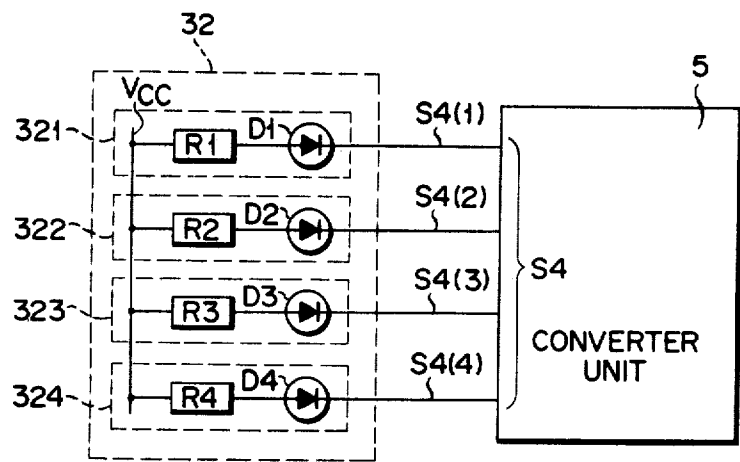 32
5
VCC
321
R1
D1
S4(1)
322
R2
D2
S4(2)
323
R3
D3
S4(3)
324
R4
D4
S4(4)
S4
CONVERTER
UNIT